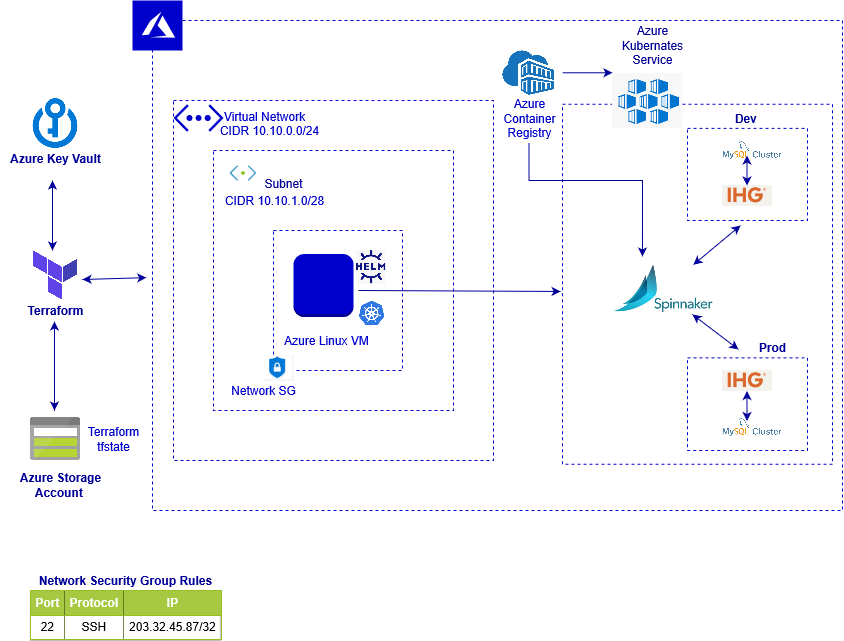 Azure
Kubernates
Service
Azure
Container
Registry
Virtual Network
CIDR 10.10.0.0/24
Dev
MySQL Cluster
IHG
Azure Key Vault
Subnet
CIDR 10.10.1.0/28
HELM
Terraform
Spinnaker
Azure Linux VM
Prod
IHG
Network SG
MySQL Cluster
Terraform
tfstate
Azure Storage
Account
Network Security Group Rules
Port Protocol IP
22 SSH 203.32.45.87/32